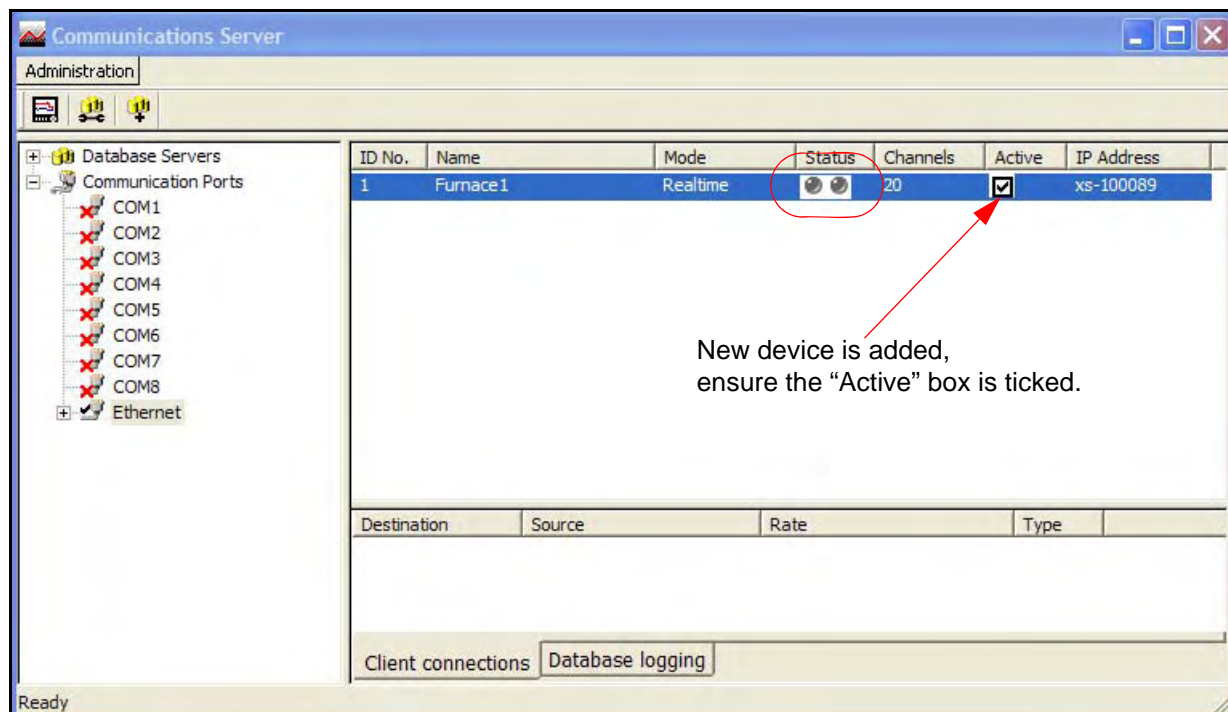 Communications Server
Administration
Database Servers
Communication Ports
COM1
COM2
COM3
COM4
COM5
COM6
COM7
COM8
Ethernet
ID No. Name Mode Status Channels Active IP Address
1 Furnace1 Realtime 20 xs-100089
New device is added,
ensure the “Active” box is ticked.
Destination Source Rate Type
Client connections Database logging
Ready